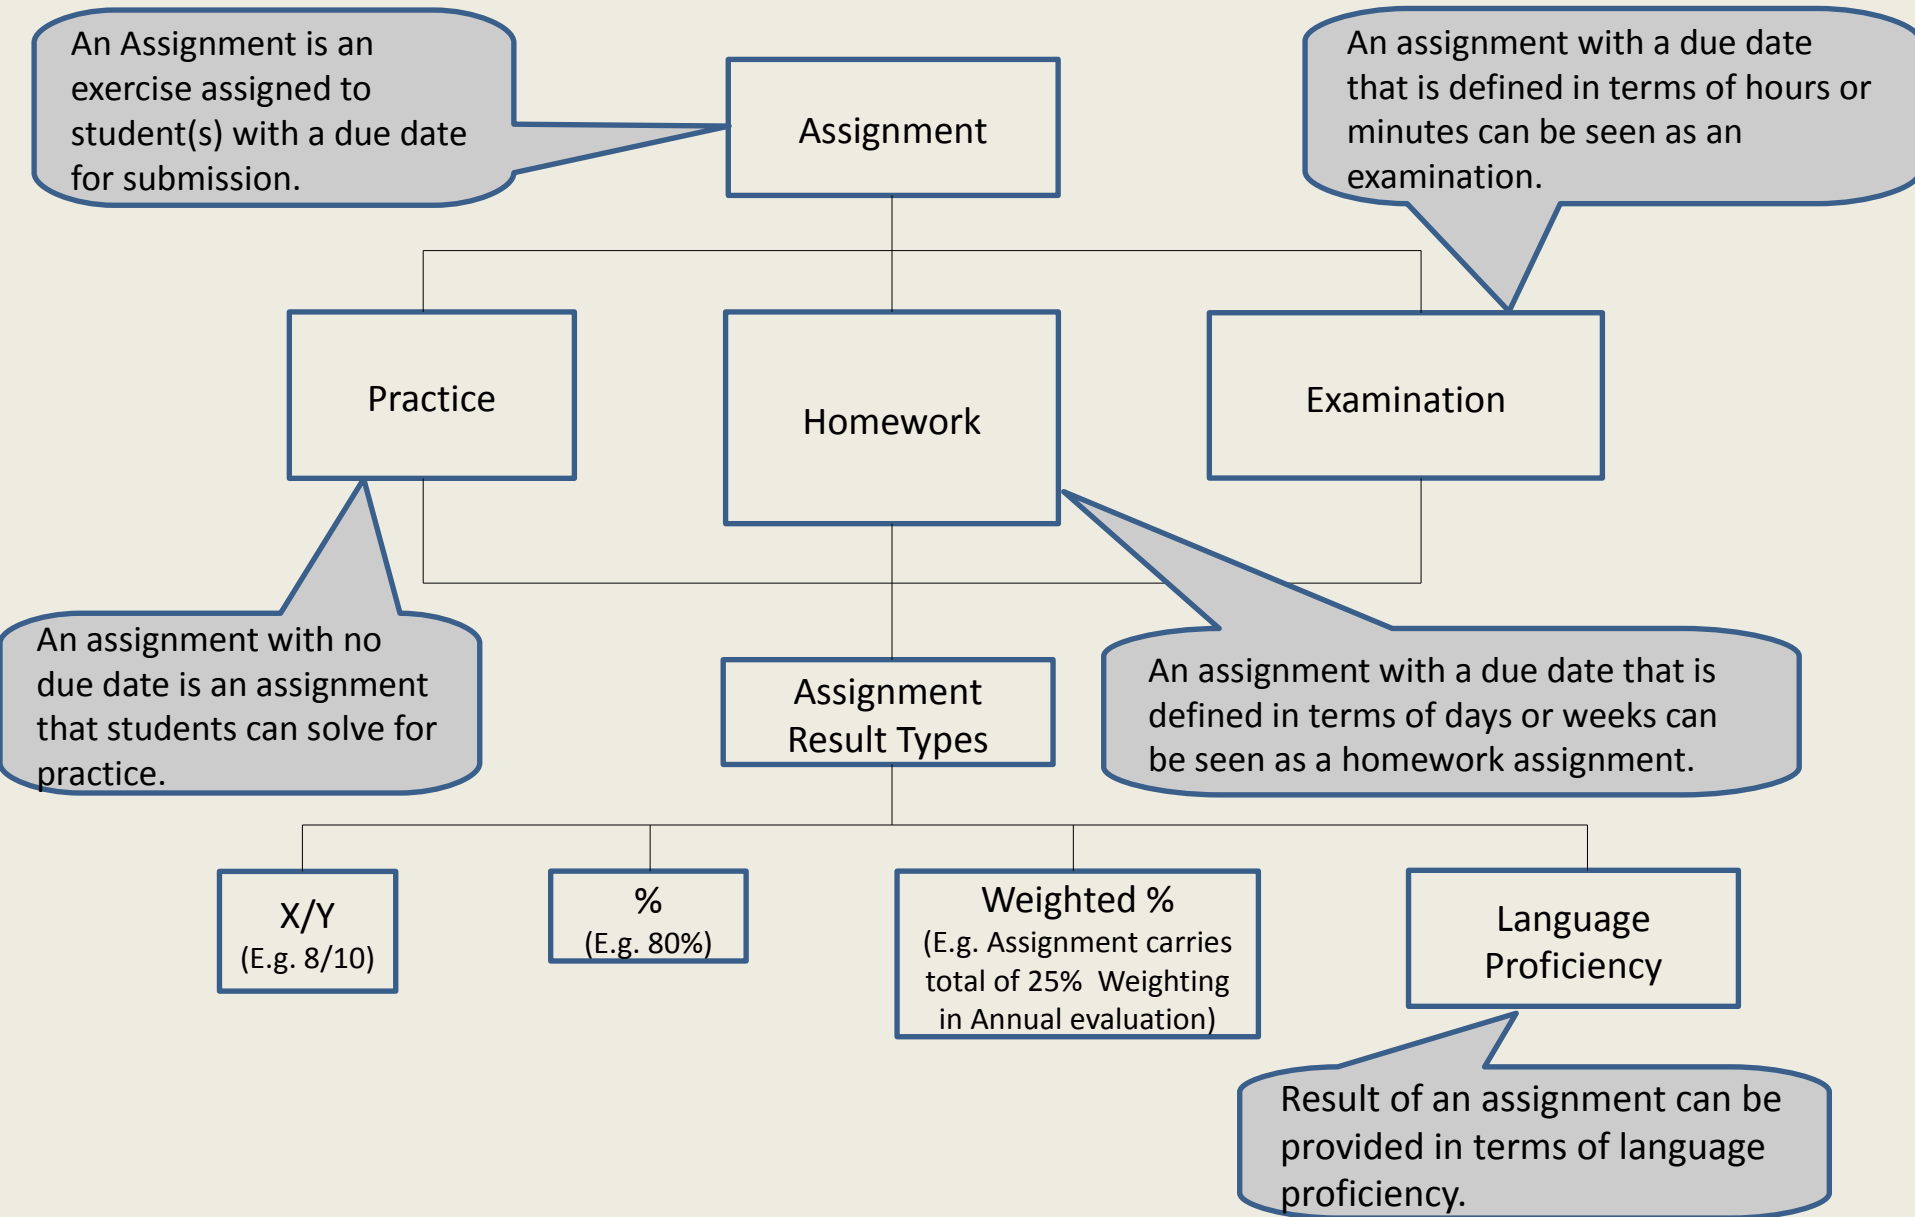 An Assignment is an
exercise assigned to
student(s) with a due date
for submission.
Assignment
An assignment with a due date
that is defined in terms of hours or
minutes can be seen as an
examination.
Practice
Homework
Examination
An assignment with no
due date is an assignment
that students can solve for
practice.
Assignment
Result Types
An assignment with a due date that is
defined in terms of days or weeks can
be seen as a homework assignment.
X/Y
(E.g. 8/10)
%
(E.g. 80%)
Weighted %
(E.g. Assignment carries
total of 25% Weighting
in Annual evaluation)
Language
Proficiency
Result of an assignment can be
provided in terms of language
proficiency.